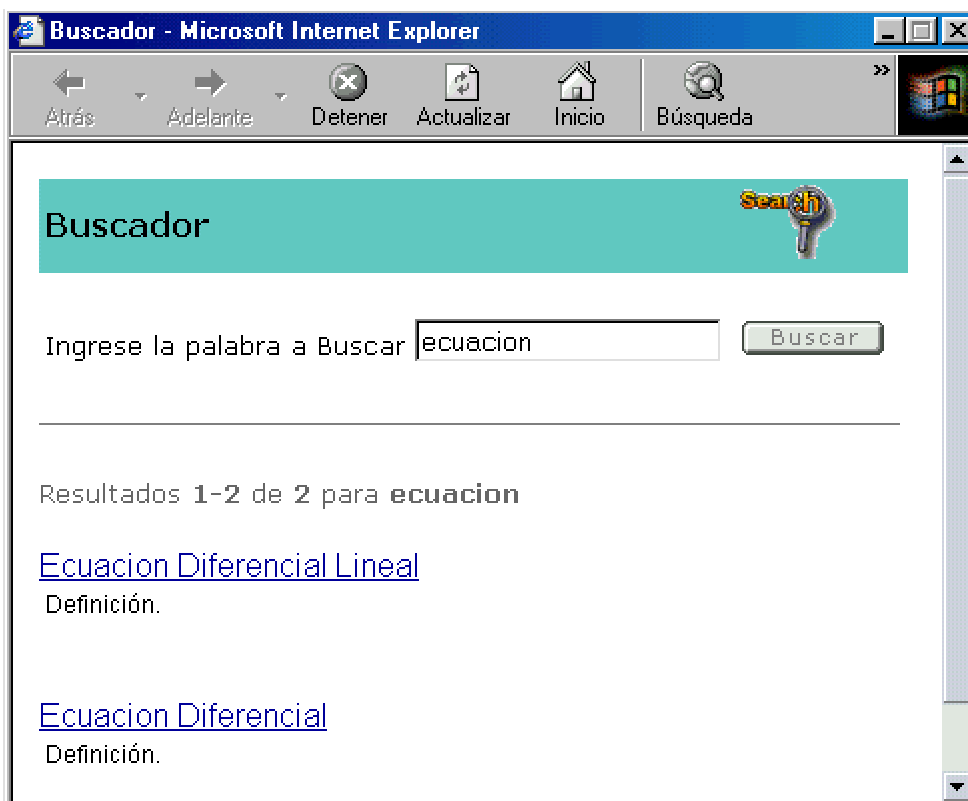 Buscador - Microsoft Internet Explorer
Atrás Adelante Detener Actualizar Inicio Búsqueda »
Buscador Search
Ingrese la palabra a Buscar ecuacion Buscar
Resultados 1-2 de 2 para ecuacion
Ecuacion Diferencial Lineal
Definición.
Ecuacion Diferencial
Definición.